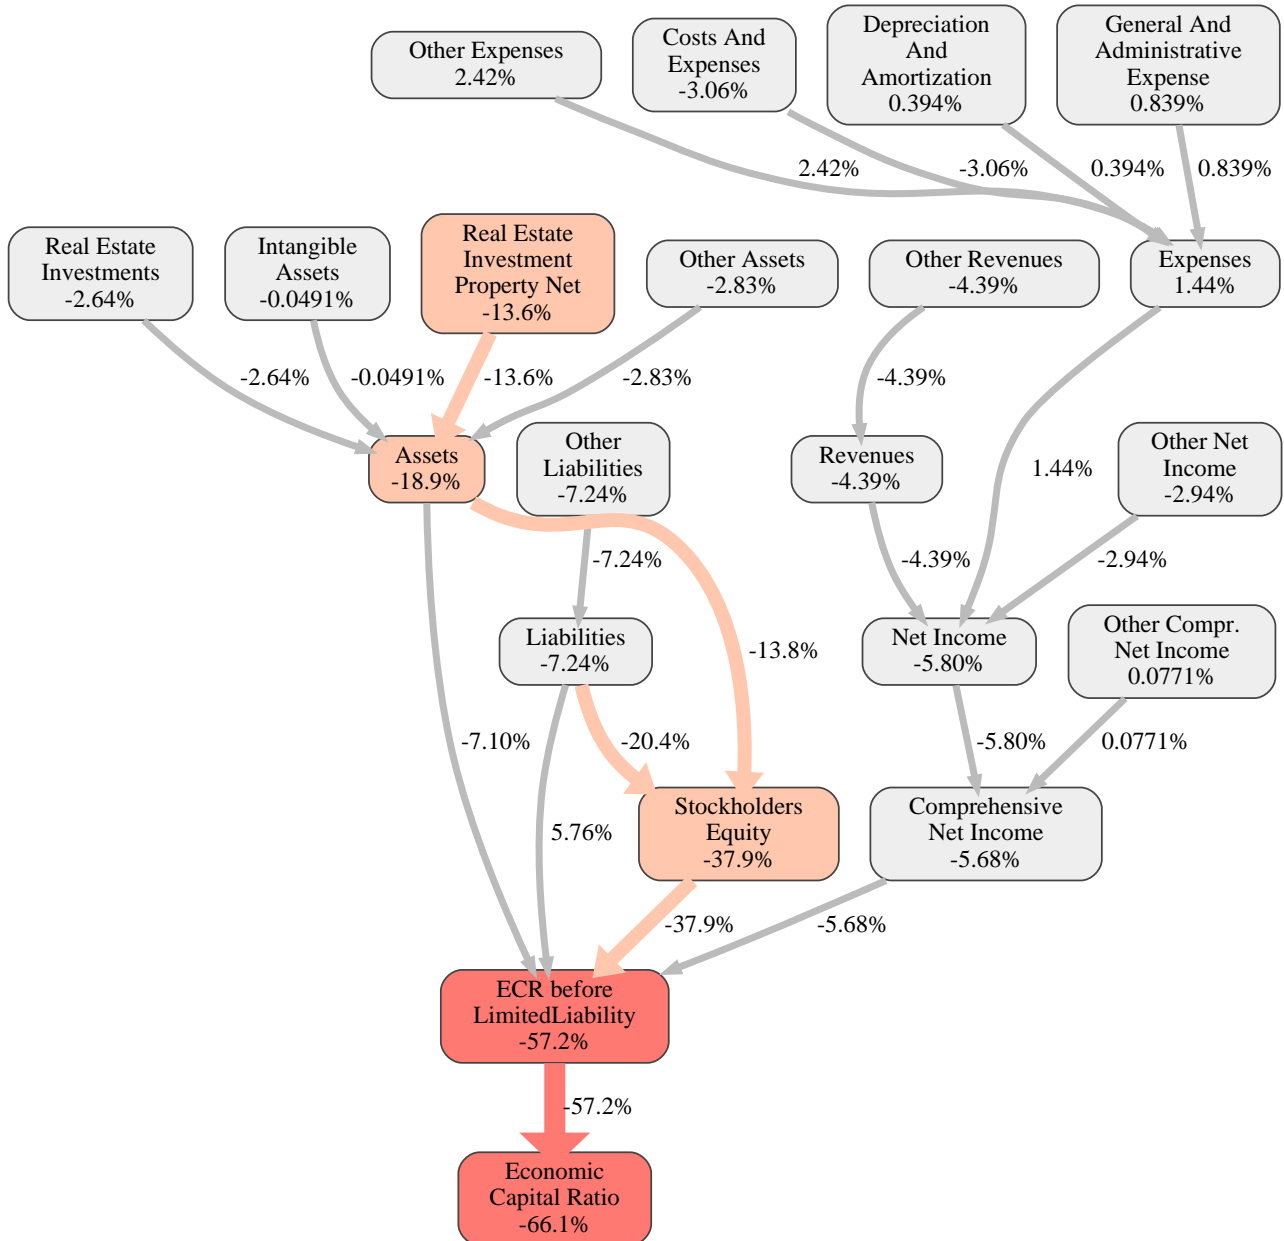 Other Expenses
2.42%
Costs And
Expenses
-3.06%
Depreciation
And
Amortization
0.394%
General And
Administrative
Expense
0.839%
2.42%
-3.06%
0.394%
0.839%
Real Estate
Investments
-2.64%
Intangible
Assets
-0.0491%
Real Estate
Investment
Property Net
-13.6%
Other Assets
-2.83%
Other Revenues
-4.39%
Expenses
1.44%
-2.64%
-0.0491%
-13.6%
-2.83%
-4.39%
Assets
-18.9%
Other
Liabilities
-7.24%
Revenues
-4.39%
1.44%
Other Net
Income
-2.94%
-7.24%
-4.39%
-2.94%
Liabilities
-7.24%
-13.8%
Net Income
-5.80%
Other Compr.
Net Income
0.0771%
-7.10%
-20.4%
-5.80%
0.0771%
5.76%
Stockholders
Equity
-37.9%
Comprehensive
Net Income
-5.68%
-37.9%
-5.68%
ECR before
LimitedLiability
-57.2%
-57.2%
Economic
Capital Ratio
-66.1%